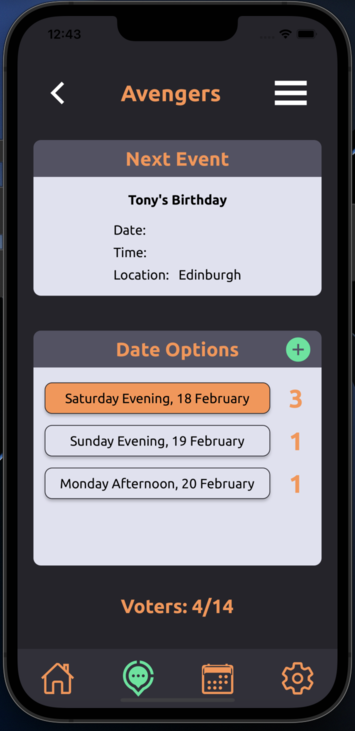 12:43
Avengers
Next Event
Tony's Birthday
Date:
Time:
Location: Edinburgh
Date Options
+
Saturday Evening, 18 February 3
Sunday Evening, 19 February 1
Monday Afternoon, 20 February 1
Voters: 4/14